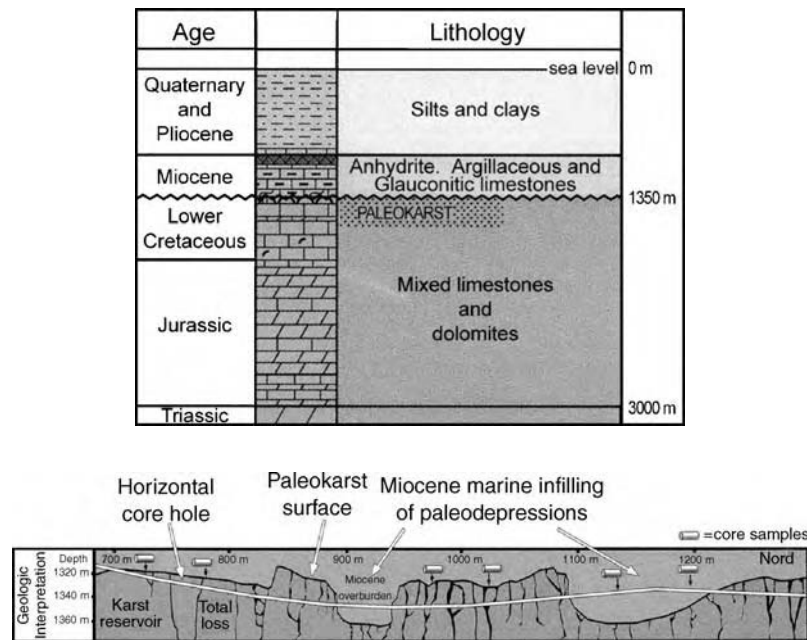 Age
Lithology
sea level
0 m
Quaternary
and
Pliocene
Silts and clays
Miocene
Anhydrite. Argillaceous and
Glauconitic limestones
1350 m
Lower
Cretaceous
PALEOKARST
Mixed limestones
and
dolomites
Jurassic
Triassic
3000 m
Horizontal
core hole
Paleokarst
surface
Miocene marine infilling
of paleodepressions
=core samples
Geologic
Interpretation
Depth
700 m
800 m
900 m
1000 m
1100 m
1200 m
Nord
1320 m
1340 m
1360 m
Miocene
overburden
Karst
reservoir
Total
loss